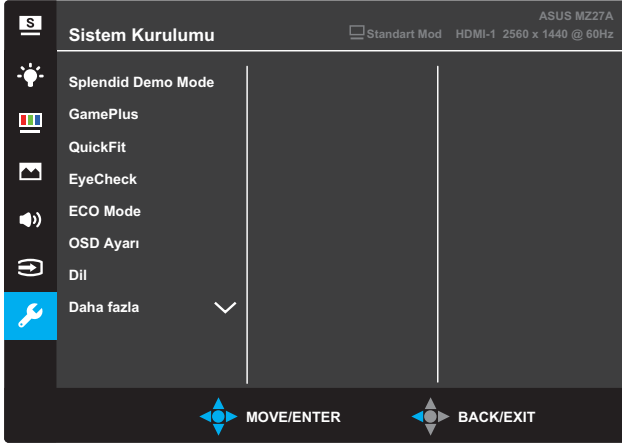 S
ASUS MZ27A
Sistem Kurulumu
Standart Mod HDMI-1 2560 x 1440 @ 60Hz
Splendid Demo Mode
GamePlus
QuickFit
EyeCheck
ECO Mode
OSD Ayarı
Dil
Daha fazla
MOVE/ENTER BACK/EXIT